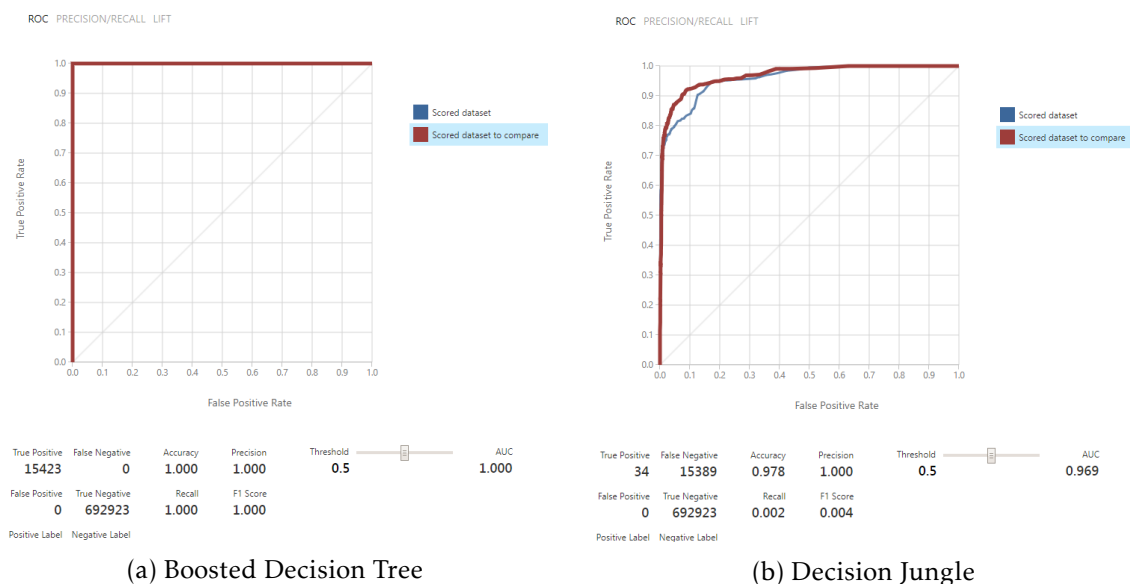 ROC PRECISION/RECALL LIFT
1.0
0.9
0.8
0.7
0.6
0.5
0.4
0.3
0.2
0.1
0.0
True Positive Rate
0.0 0.1 0.2 0.3 0.4 0.5 0.6 0.7 0.8 0.9 1.0
False Positive Rate
Scored dataset
Scored dataset to compare
True Positive False Negative Accuracy Precision Threshold AUC
15423 0 1.000 1.000 0.5 1.000
False Positive True Negative Recall F1 Score
0 692923 1.000 1.000
Positive Label Negative Label
(a) Boosted Decision Tree
ROC PRECISION/RECALL LIFT
1.0
0.9
0.8
0.7
0.6
0.5
0.4
0.3
0.2
0.1
0.0
True Positive Rate
0.0 0.1 0.2 0.3 0.4 0.5 0.6 0.7 0.8 0.9 1.0
False Positive Rate
Scored dataset
Scored dataset to compare
True Positive False Negative Accuracy Precision Threshold AUC
34 15389 0.978 1.000 0.5 0.969
False Positive True Negative Recall F1 Score
0 692923 0.002 0.004
Positive Label Negative Label
(b) Decision Jungle